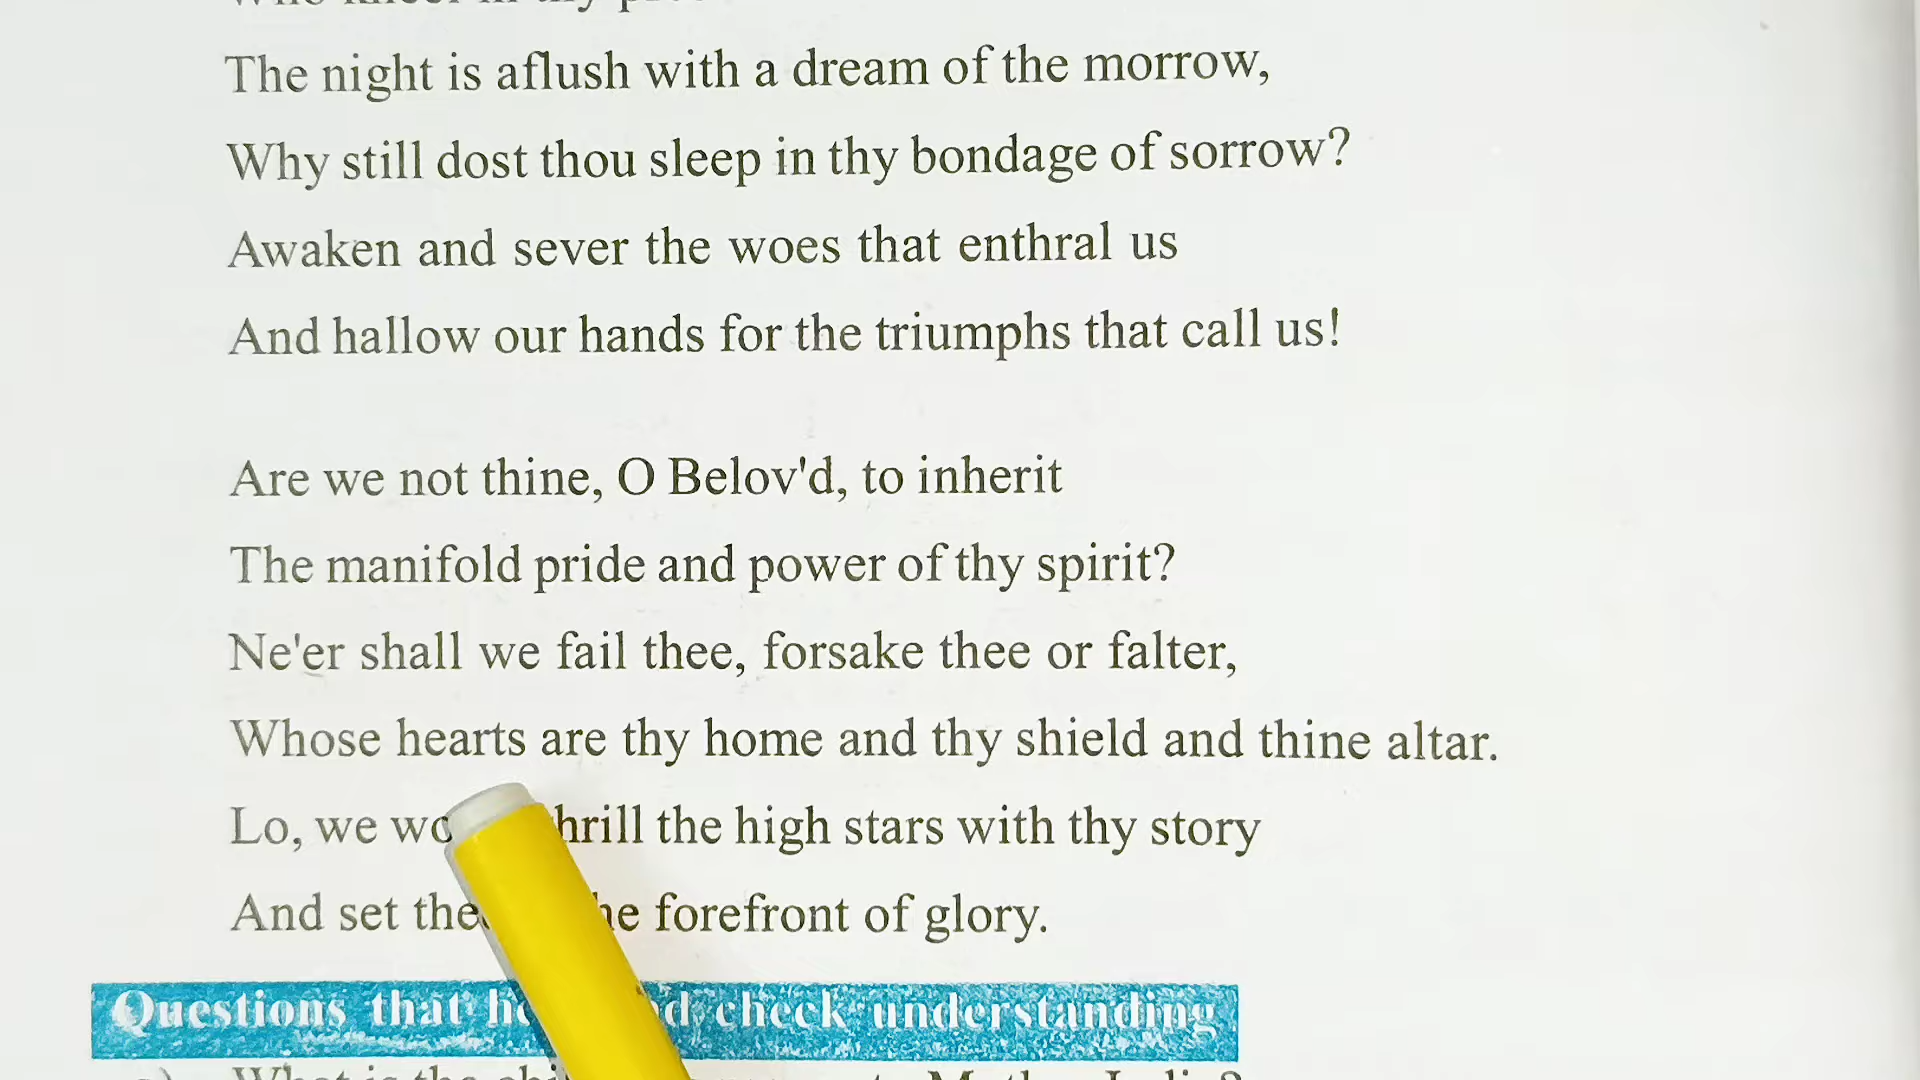 The night is aflush with a dream of the morrow,
Why still dost thou sleep in thy bondage of sorrow?
Awaken and sever the woes that enthral us
And hallow our hands for the triumphs that call us!
Are we not thine, O Belov'd, to inherit
The manifold pride and power of thy spirit?
Ne'er shall we fail thee, forsake thee or falter,
Whose hearts are thy home and thy shield and thine altar.
Lo, we the high stars with thy story
And set forefront of glory.
Questions that check understanding
What is the